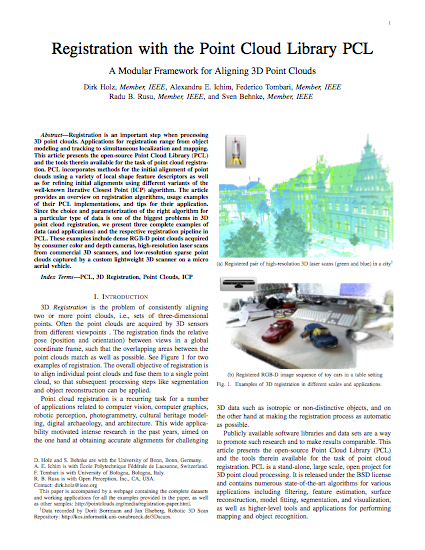 1
Registration with the Point Cloud Library PCL
A Modular Framework for Aligning 3D Point Clouds
Dirk Holz, Member, IEEE, Alexandru E. Ichim, Federico Tombari, Member, IEEE
Radu B. Rusu, Member, IEEE, and Sven Behnke, Member, IEEE
Abstract—Registration is an important step when processing
3D point clouds. Applications for registration range from object
modeling and tracking to simultaneous localization and mapping.
This article presents the open-source Point Cloud Library (PCL)
and the tools therein available for the task of point cloud registra-
tion. PCL incorporates methods for the initial alignment of point
clouds using a variety of local shape feature descriptors as well
as for refining initial alignments using different variants of the
well-known Iterative Closest Point (ICP) algorithm. The article
provides an overview on registration algorithms, usage examples
of their PCL implementations, and tips for their application.
Since the choice and parameterization of the right algorithm for
a particular type of data is one of the biggest problems in 3D
point cloud registration, we present three complete examples of
data (and applications) and the respective registration pipeline in
PCL. These examples include dense RGB-D point clouds acquired
by consumer color and depth cameras, high-resolution laser scans
from commercial 3D scanners, and low-resolution sparse point
clouds captured by a custom lightweight 3D scanner on a micro
aerial vehicle.
Index Terms—PCL, 3D Registration, Point Clouds, ICP
I. INTRODUCTION
3D Registration is the problem of consistently aligning
two or more point clouds, i.e., sets of three-dimensional
points. Often the point clouds are acquired by 3D sensors
from different viewpoints . The registration finds the relative
pose (position and orientation) between views in a global
coordinate frame, such that the overlapping areas between the
point clouds match as well as possible. See Figure 1 for two
examples of registration. The overall objective of registration is
to align individual point clouds and fuse them to a single point
cloud, so that subsequent processing steps like segmentation
and object reconstruction can be applied.
Point cloud registration is a recurring task for a number
of applications related to computer vision, computer graphics,
robotic perception, photogrammetry, cultural heritage model-
ing, digital archaeology, and architecture. This wide applica-
bility motivated intense research in the past years, aimed on
the one hand at obtaining accurate alignments for challenging
D. Holz and S. Behnke are with the University of Bonn, Bonn, Germany.
A. E. Ichim is with École Polytechnique Fédérale de Lausanne, Switzerland.
F. Tombari is with University of Bologna, Bologna, Italy.
R. B. Rusu is with Open Perception, Inc., CA, USA.
Contact: dirk.holz@ieee.org
This paper is accompanied by a webpage containing the complete datasets
and working applications for all the examples provided in the paper, as well
as other samples: http://pointclouds.org/media/registration-paper.html.
1Data recorded by Dorit Borrmann and Jan Elseberg, Robotic 3D Scan
Repository: http://kos.informatik.uni-osnabrueck.de/3Dscans.
(a) Registered pair of high-resolution 3D laser scans (green and blue) in a city1
(b) Registered RGB-D image sequence of toy cars in a table setting
Fig. 1. Examples of 3D registration in different scales and applications.
3D data such as isotropic or non-distinctive objects, and on
the other hand at making the registration process as automatic
as possible.
Publicly available software libraries and data sets are a way
to promote such research and to make results comparable. This
article presents the open-source Point Cloud Library (PCL)
and the tools therein available for the task of point cloud
registration. PCL is a stand-alone, large scale, open project for
3D point cloud processing. It is released under the BSD license
and contains numerous state-of-the-art algorithms for various
applications including filtering, feature estimation, surface
reconstruction, model fitting, segmentation, and visualization,
as well as higher-level tools and applications for performing
mapping and object recognition.